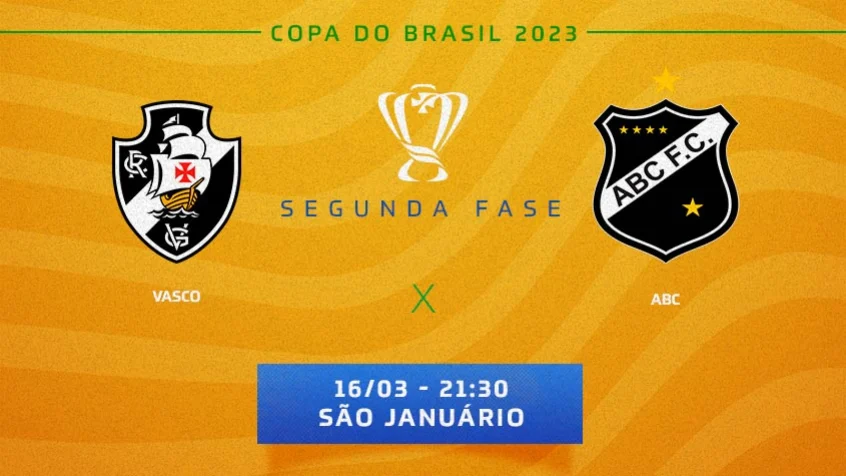 COPA DO BRASIL 2023
SEGUNDA FASE
ABC F.C.
VASCO
X
ABC
16/03 - 21:30
SÃO JANUÁRIO